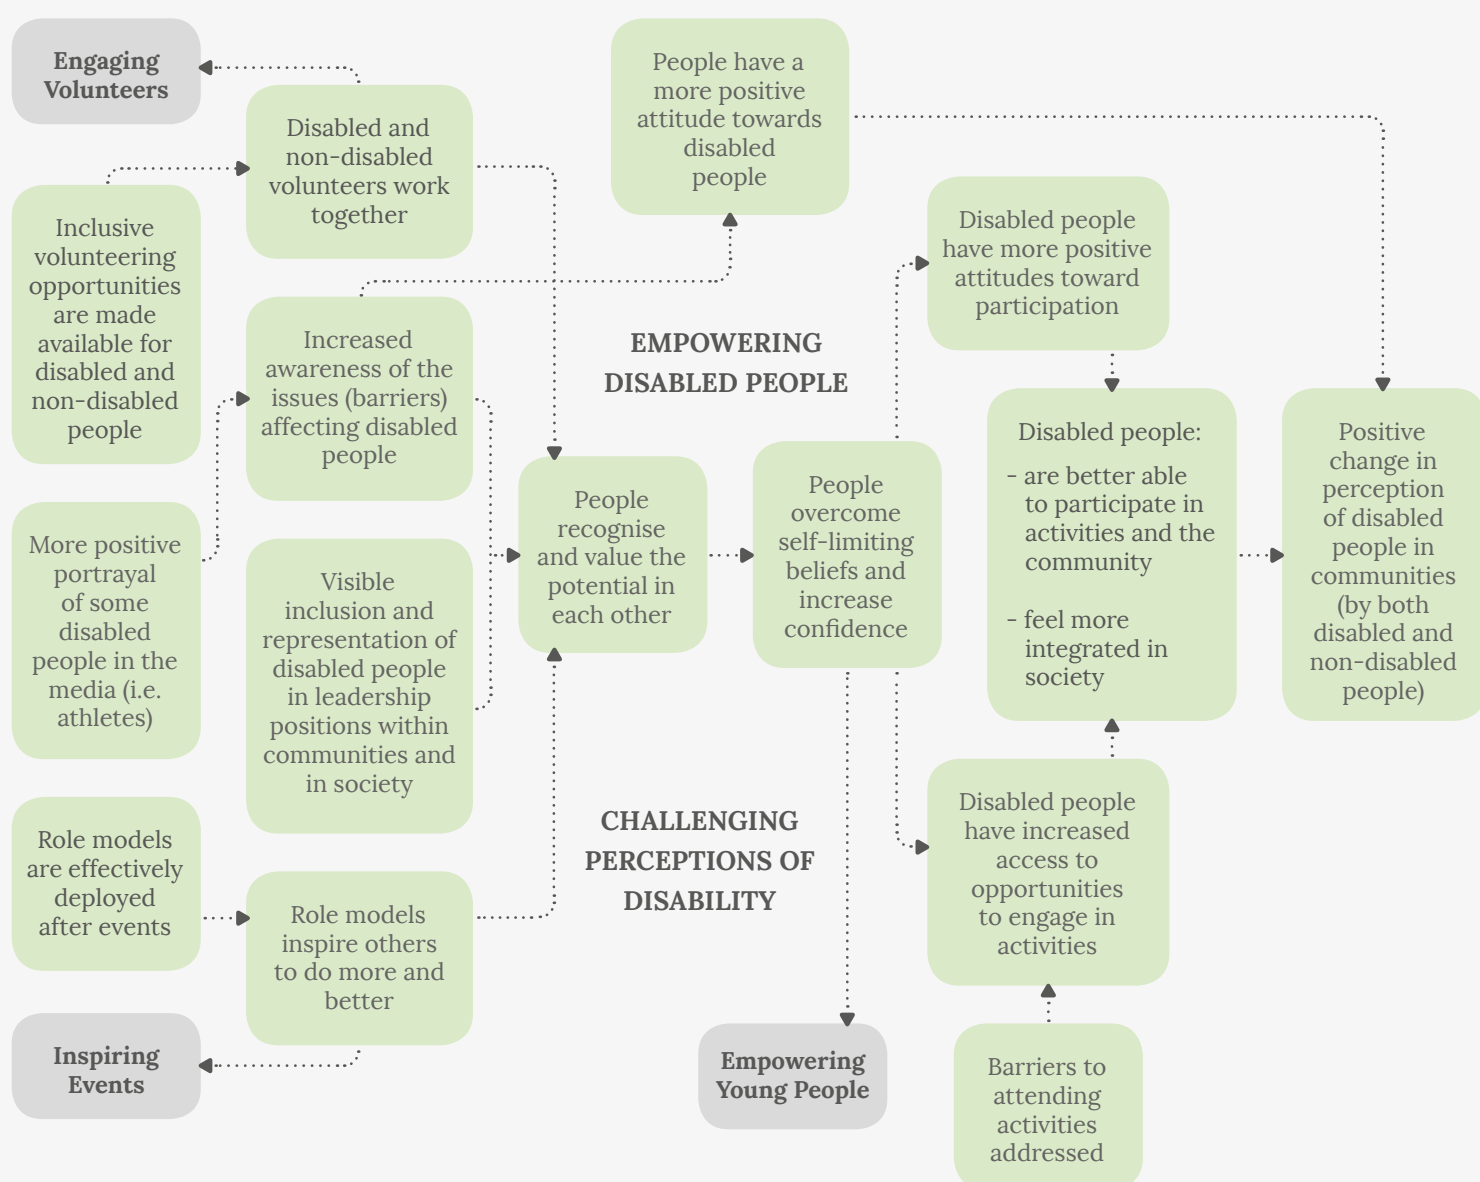 Engaging
Volunteers
Disabled and
non-disabled
volunteers work
together
People have a
more positive
attitude towards
disabled
people
Inclusive
volunteering
opportunities
are made
available for
disabled and
non-disabled
people
Disabled people
have more positive
attitudes toward
participation
Increased
awareness of the
issues (barriers)
affecting disabled
people
EMPOWERING
DISABLED PEOPLE
More positive
portrayal
of some
disabled
people in the
media (i.e.
athletes)
Visible
inclusion and
representation of
disabled people
in leadership
positions within
communities and
in society
People
recognise
and value the
potential in
each other
People
overcome
self-limiting
beliefs and
increase
confidence
Disabled people:
- are better able
to participate in
activities and the
community
- feel more
integrated in
society
Positive
change in
perception
of disabled
people in
communities
(by both
disabled and
non-disabled
people)
Role models
are effectively
deployed
after events
Role models
inspire others
to do more and
better
CHALLENGING
PERCEPTIONS OF
DISABILITY
Disabled people
have increased
access to
opportunities
to engage in
activities
Inspiring
Events
Empowering
Young People
Barriers to
attending
activities
addressed